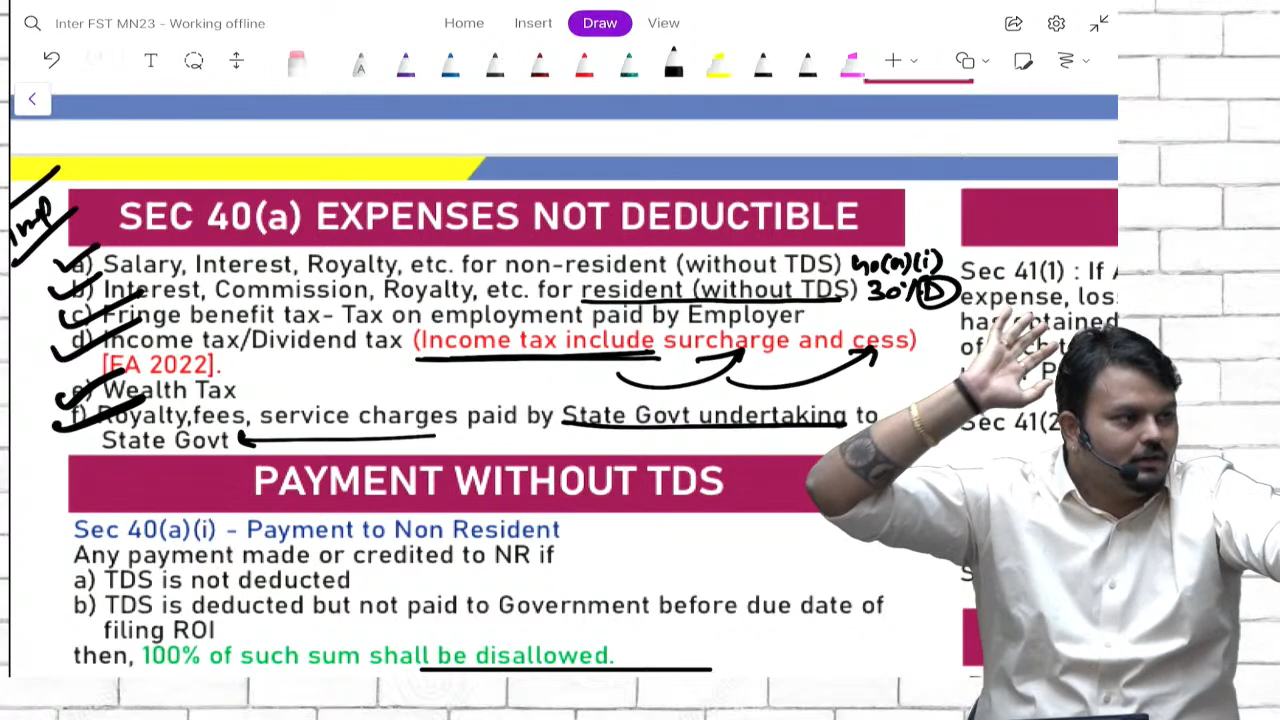 Inter FST MN23 - Working offline
Home Insert Draw View
T
A
Imp
SEC 40(a) EXPENSES NOT DEDUCTIBLE
a) Salary, Interest, Royalty, etc. for non-resident (without TDS) 40(a)(i)
b) Interest, Commission, Royalty, etc. for resident (without TDS) 30% D
c) Fringe benefit tax- Tax on employment paid by Employer
d) Income tax/Dividend tax (Income tax include surcharge and cess)
[FA 2022].
e) Wealth Tax
f) Royalty,fees, service charges paid by State Govt undertaking to
State Govt
PAYMENT WITHOUT TDS
Sec 40(a)(i) - Payment to Non Resident
Any payment made or credited to NR if
a) TDS is not deducted
b) TDS is deducted but not paid to Government before due date of
filing ROI
then, 100% of such sum shall be disallowed.
Sec 41(1) : If
expense, los
has obtained
of
Sec 41(2